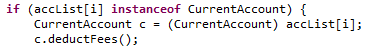 if (accList[i] instanceof CurrentAccount) {
CurrentAccount c = (CurrentAccount) accList[i];
c.deductFees();